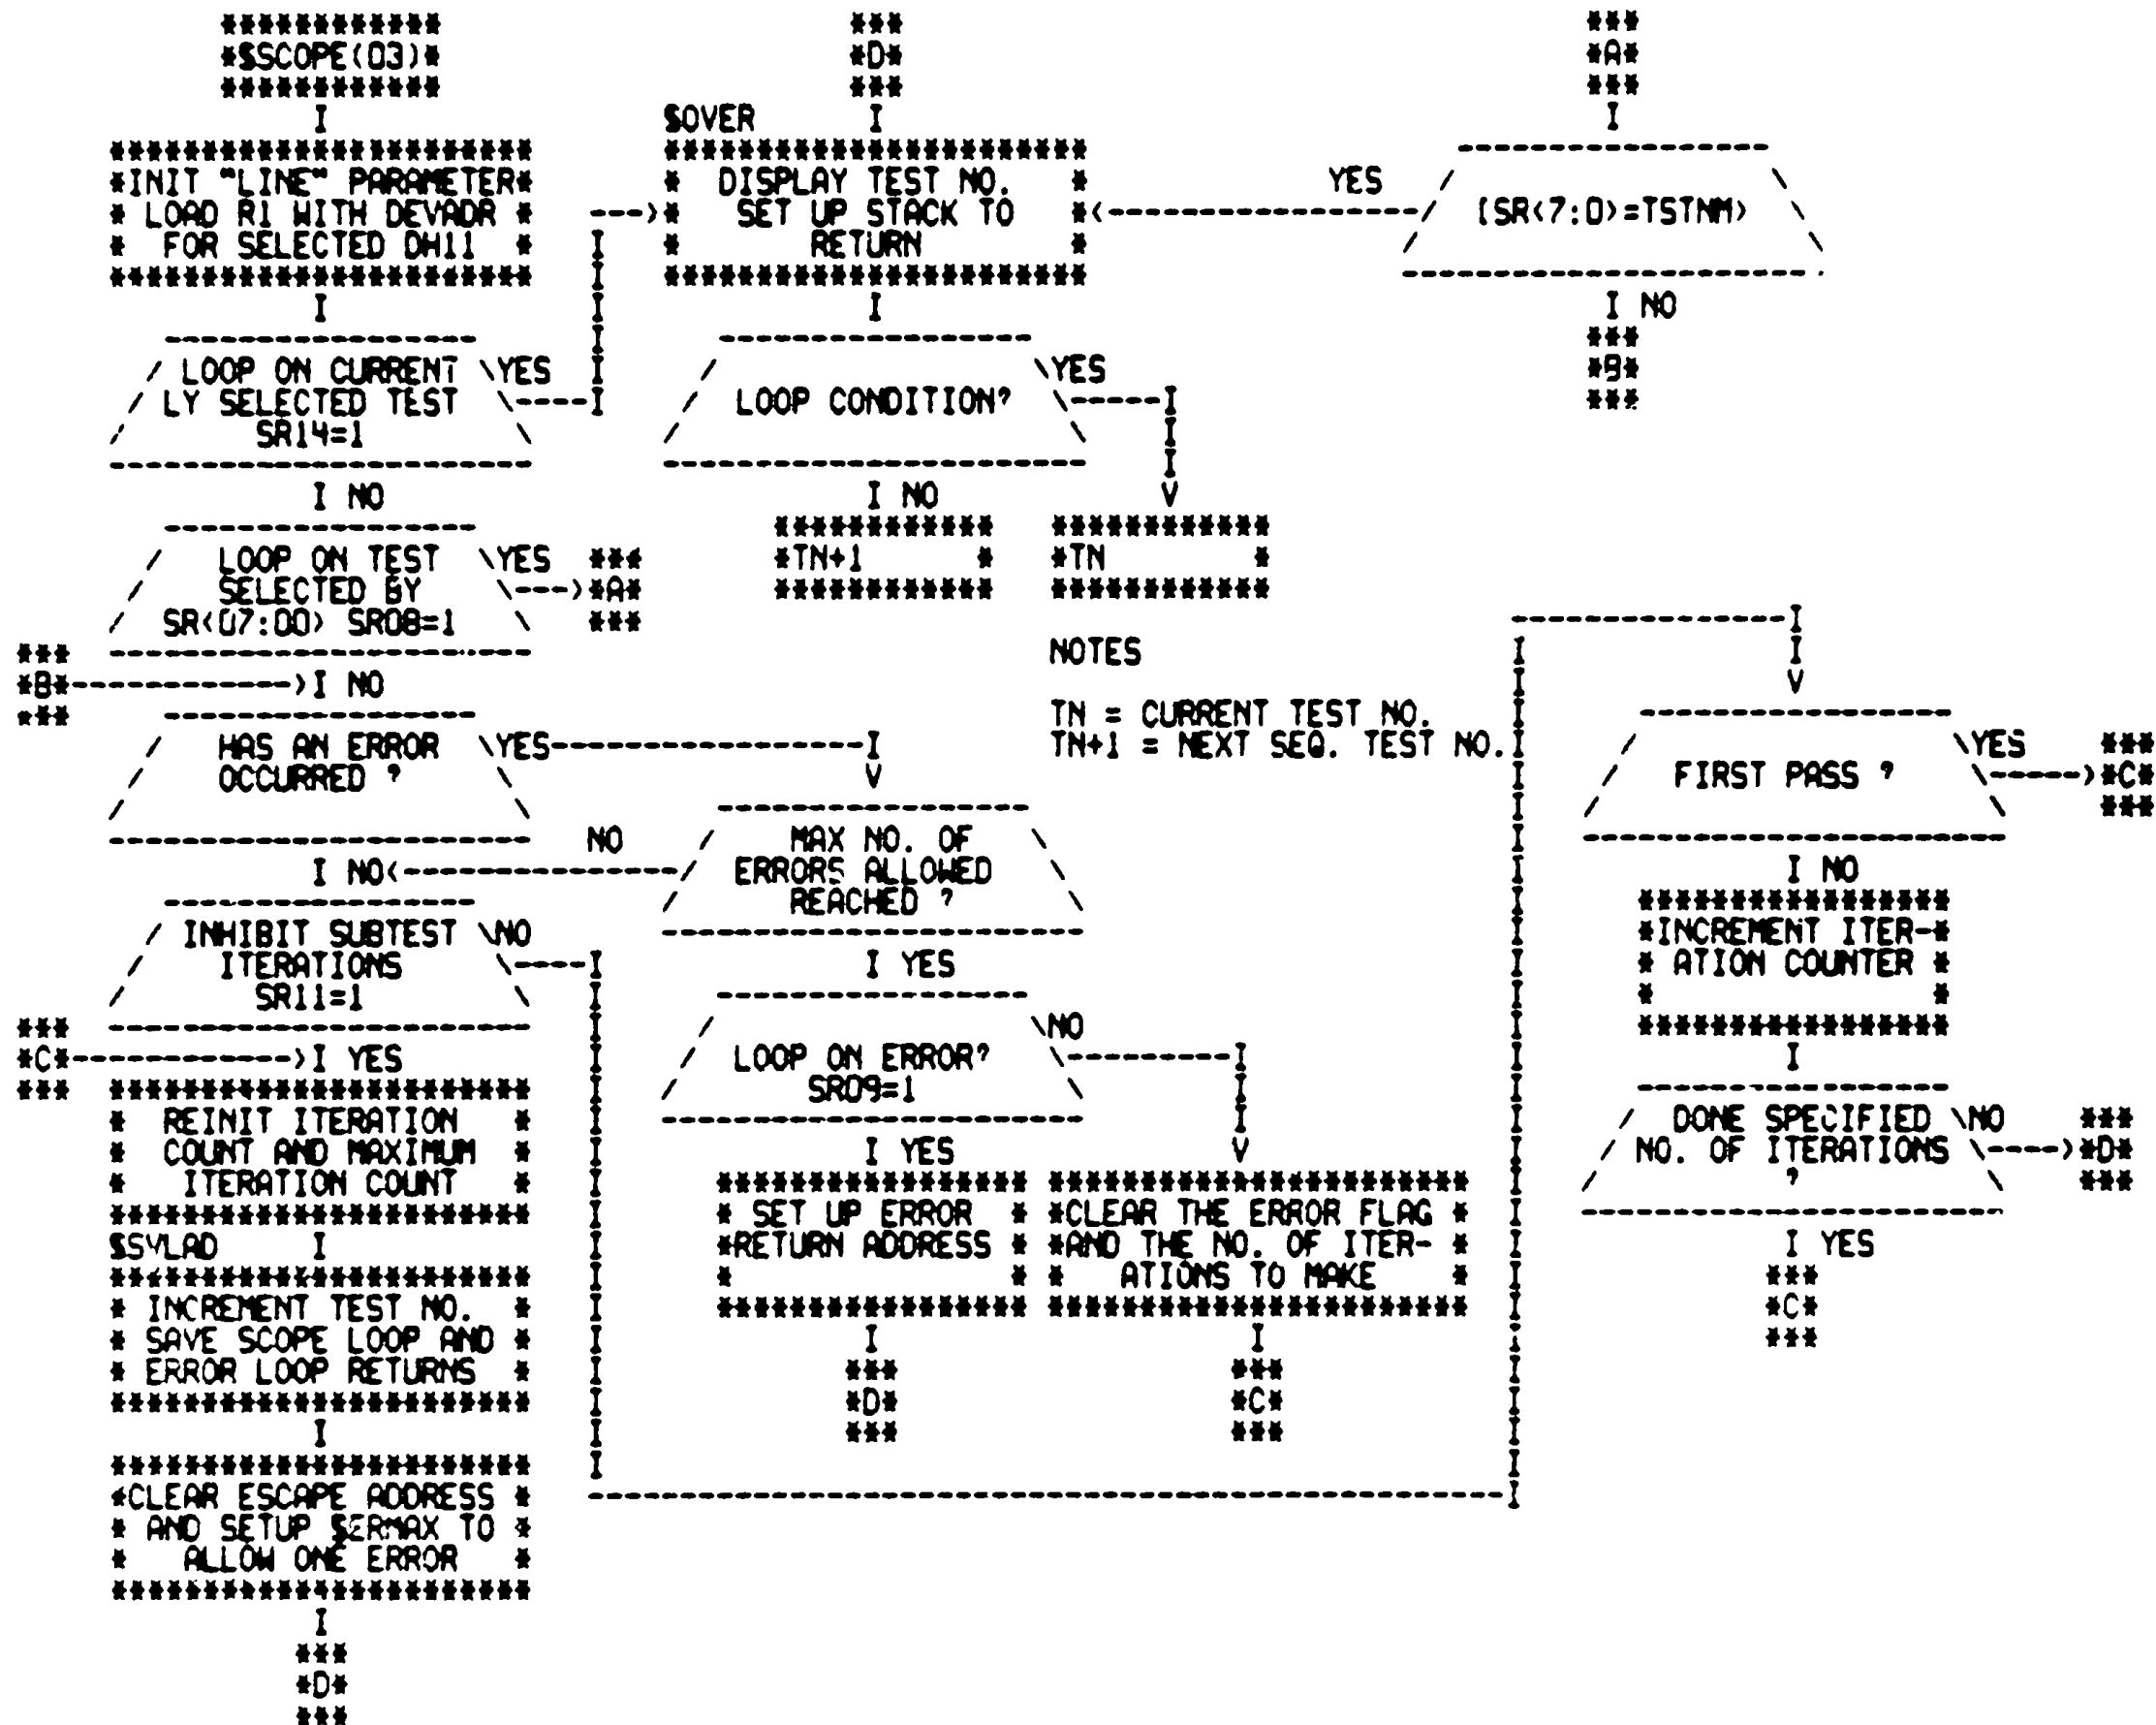 $SCOPE(03)
INIT "LINE" PARAMETER
LOAD R1 WITH DEVADR
FOR SELECTED DH11
LOOP ON CURRENT
LY SELECTED TEST
SR14=1
YES
NO
LOOP ON TEST
SELECTED BY
SR<07:00> SR08=1
YES
A
B
NO
HAS AN ERROR
OCCURRED ?
YES
NO
INHIBIT SUBTEST
ITERATIONS
SR11=1
NO
C
YES
REINIT ITERATION
COUNT AND MAXIMUM
ITERATION COUNT
$SVLAD
INCREMENT TEST NO.
SAVE SCOPE LOOP AND
ERROR LOOP RETURNS
CLEAR ESCAPE ADDRESS
AND SETUP $ERMAX TO
ALLOW ONE ERROR
D
D
$OVER
DISPLAY TEST NO.
SET UP STACK TO
RETURN
LOOP CONDITION?
YES
NO
TN+1
TN
NOTES
TN = CURRENT TEST NO.
TN+1 = NEXT SEQ. TEST NO.
MAX NO. OF
ERRORS ALLOWED
REACHED ?
NO
YES
LOOP ON ERROR?
SR09=1
NO
YES
SET UP ERROR
RETURN ADDRESS
D
CLEAR THE ERROR FLAG
AND THE NO. OF ITER-
ATIONS TO MAKE
C
A
[SR<7:0>=TSTNM>
YES
NO
B
FIRST PASS ?
YES
C
NO
INCREMENT ITER-
ATION COUNTER
DONE SPECIFIED
NO. OF ITERATIONS
?
NO
D
YES
C